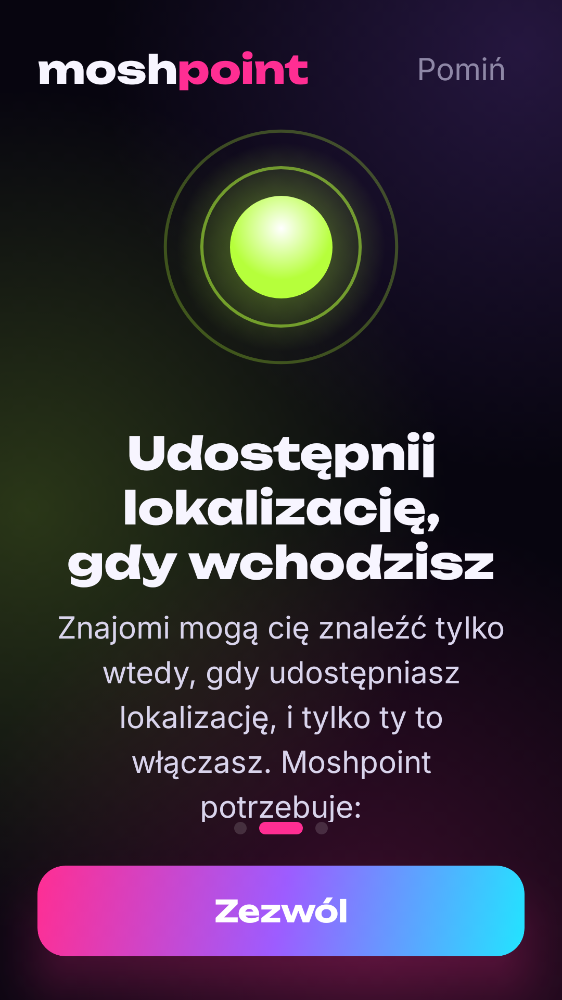 moshpoint
Pomiń
Udostępnij
lokalizację,
gdy wchodzisz
Znajomi mogą cię znaleźć tylko
wtedy, gdy udostępniasz
lokalizację, i tylko ty to
włączasz. Moshpoint
potrzebuje:
Zezwól